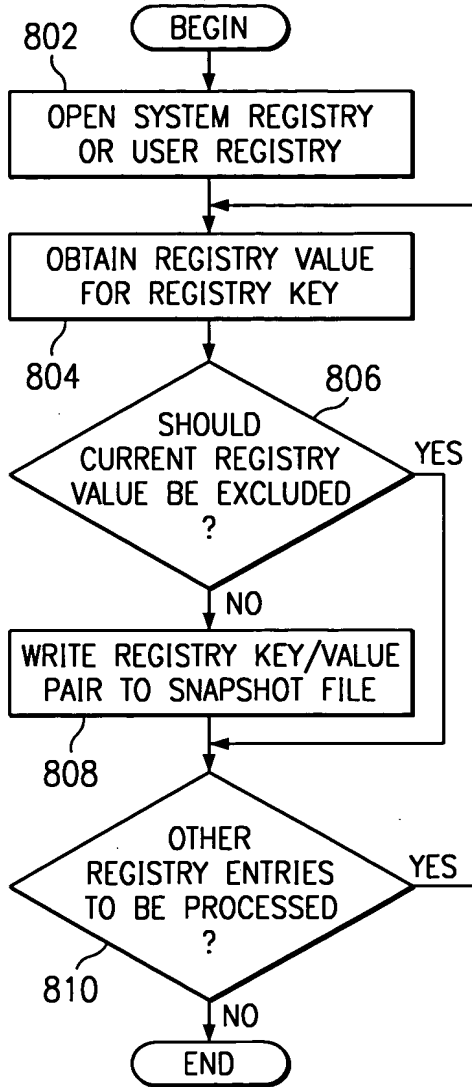 BEGIN
802
OPEN SYSTEM REGISTRY
OR USER REGISTRY
OBTAIN REGISTRY VALUE
FOR REGISTRY KEY
804
806
SHOULD
CURRENT REGISTRY
VALUE BE EXCLUDED
?
YES
NO
WRITE REGISTRY KEY/VALUE
PAIR TO SNAPSHOT FILE
808
OTHER
REGISTRY ENTRIES
TO BE PROCESSED
?
YES
810
NO
END